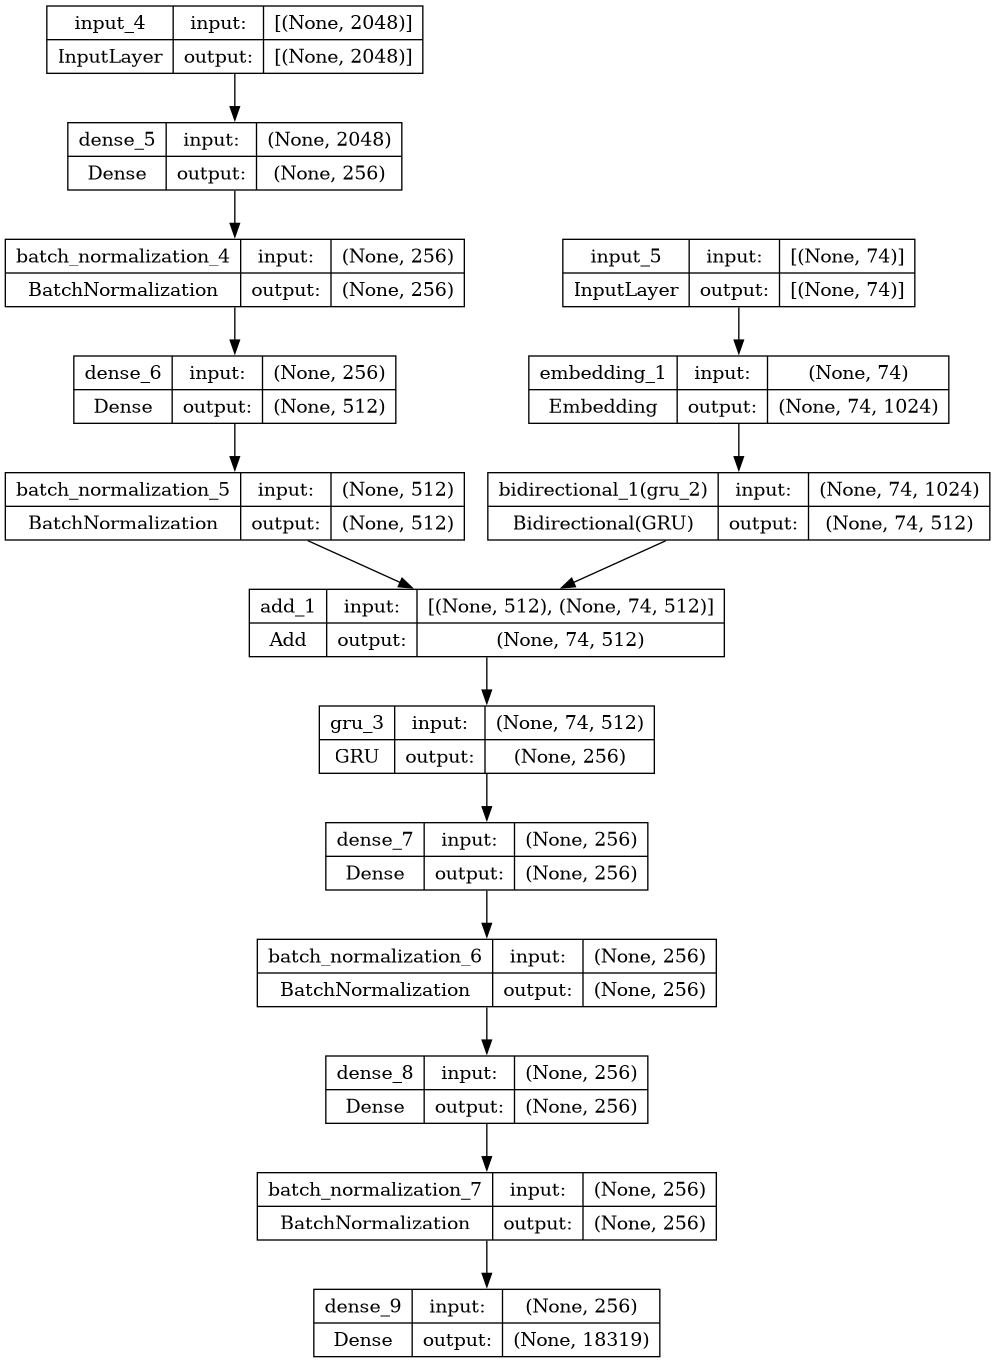 input_4 input: [(None, 2048)]
InputLayer output: [(None, 2048)]
dense_5 input: (None, 2048)
Dense output: (None, 256)
batch_normalization_4 input: (None, 256)
BatchNormalization output: (None, 256)
input_5 input: [(None, 74)]
InputLayer output: [(None, 74)]
dense_6 input: (None, 256)
Dense output: (None, 512)
embedding_1 input: (None, 74)
Embedding output: (None, 74, 1024)
batch_normalization_5 input: (None, 512)
BatchNormalization output: (None, 512)
bidirectional_1(gru_2) input: (None, 74, 1024)
Bidirectional(GRU) output: (None, 74, 512)
add_1 input: [(None, 512), (None, 74, 512)]
Add output: (None, 74, 512)
gru_3 input: (None, 74, 512)
GRU output: (None, 256)
dense_7 input: (None, 256)
Dense output: (None, 256)
batch_normalization_6 input: (None, 256)
BatchNormalization output: (None, 256)
dense_8 input: (None, 256)
Dense output: (None, 256)
batch_normalization_7 input: (None, 256)
BatchNormalization output: (None, 256)
dense_9 input: (None, 256)
Dense output: (None, 18319)